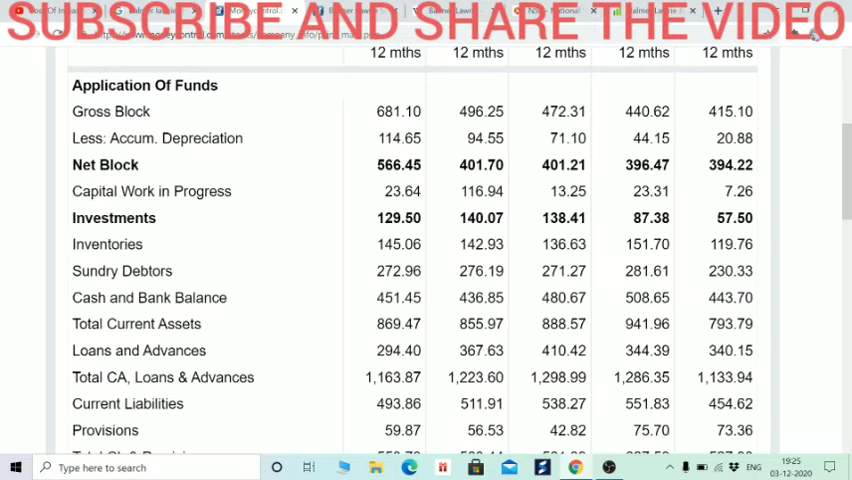 SUBSCRIBE AND SHARE THE VIDEO
12 mths 12 mths 12 mths 12 mths 12 mths
Application Of Funds
Gross Block 681.10 496.25 472.31 440.62 415.10
Less: Accum. Depreciation 114.65 94.55 71.10 44.15 20.88
Net Block 566.45 401.70 401.21 396.47 394.22
Capital Work in Progress 23.64 116.94 13.25 23.31 7.26
Investments 129.50 140.07 138.41 87.38 57.50
Inventories 145.06 142.93 136.63 151.70 119.76
Sundry Debtors 272.96 276.19 271.27 281.61 230.33
Cash and Bank Balance 451.45 436.85 480.67 508.65 443.70
Total Current Assets 869.47 855.97 888.57 941.96 793.79
Loans and Advances 294.40 367.63 410.42 344.39 340.15
Total CA, Loans & Advances 1,163.87 1,223.60 1,298.99 1,286.35 1,133.94
Current Liabilities 493.86 511.91 538.27 551.83 454.62
Provisions 59.87 56.53 42.82 75.70 73.36
Type here to search
ENG
19:25
03-12-2020